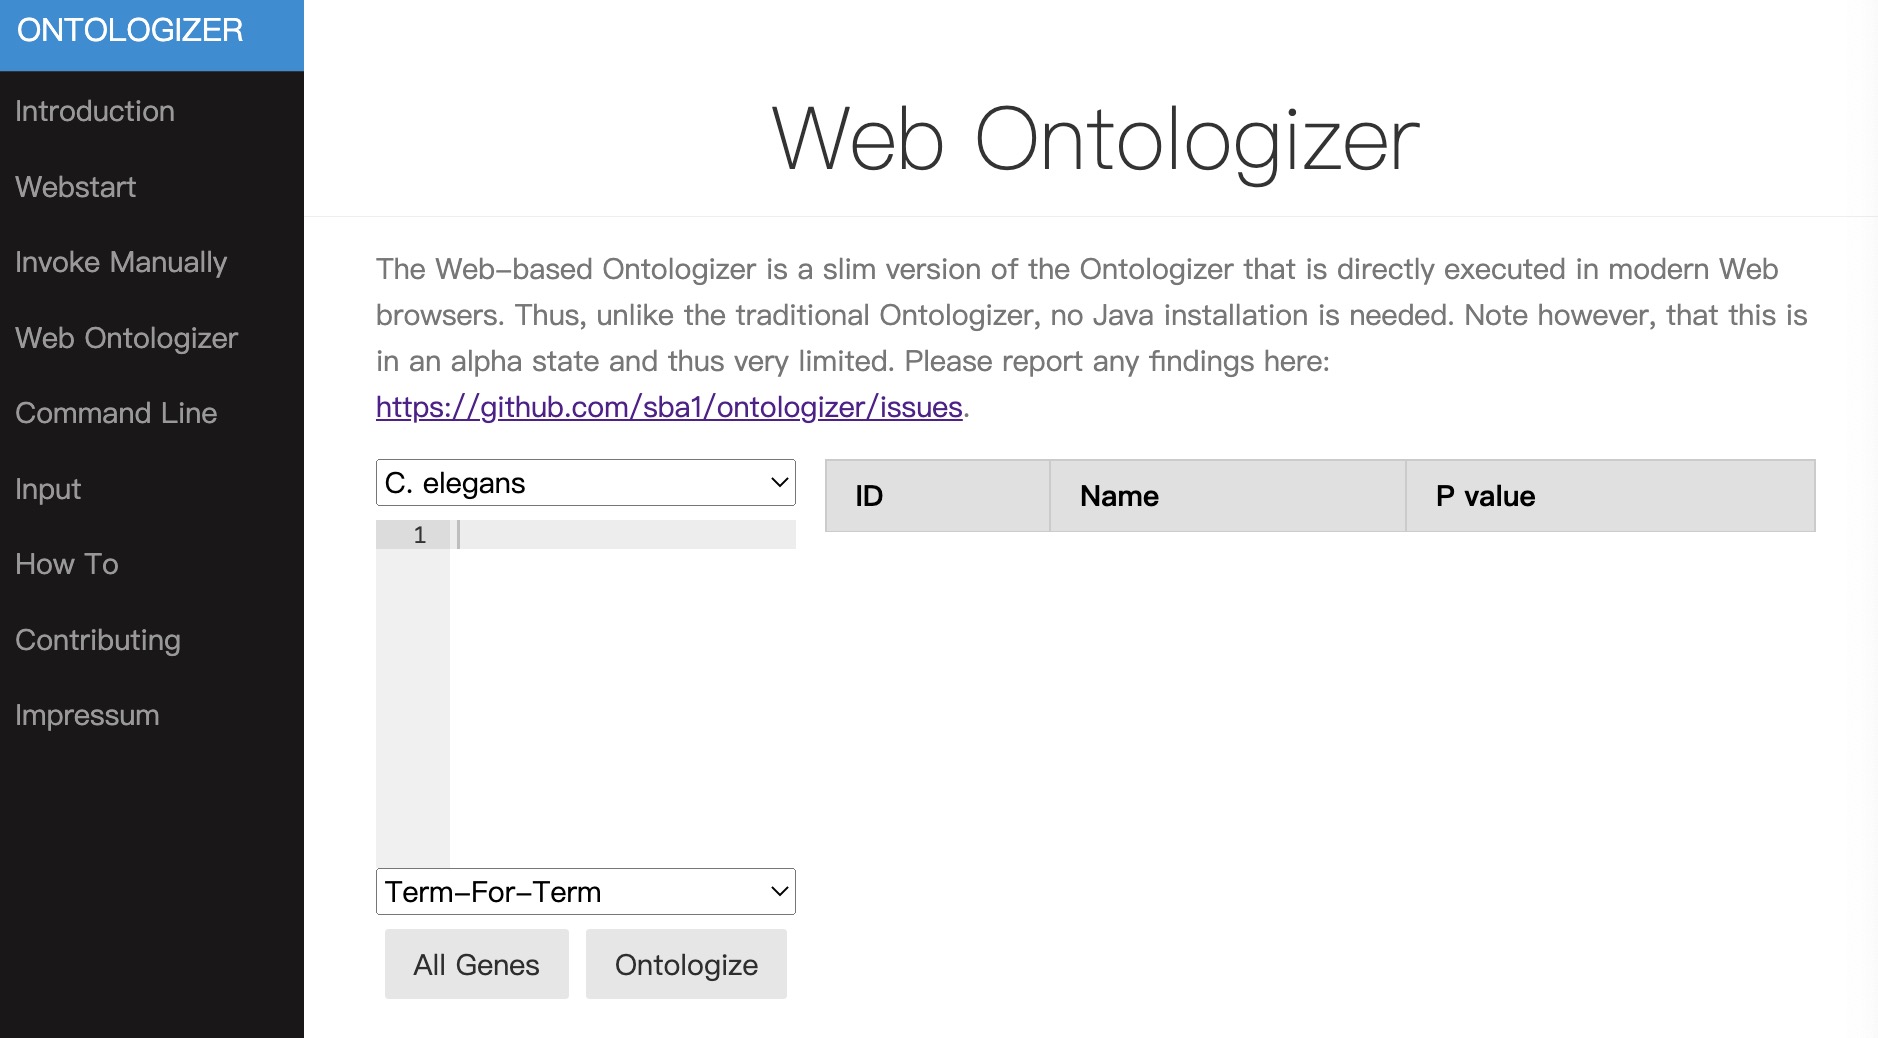 ONTOLOGIZER
Introduction
Webstart
Invoke Manually
Web Ontologizer
Command Line
Input
How To
Contributing
Impressum
Web Ontologizer
The Web-based Ontologizer is a slim version of the Ontologizer that is directly executed in modern Web
browsers. Thus, unlike the traditional Ontologizer, no Java installation is needed. Note however, that this is
in an alpha state and thus very limited. Please report any findings here:
https://github.com/sba1/ontologizer/issues.
C. elegans
1
Term-For-Term
All Genes Ontologize
ID Name P value